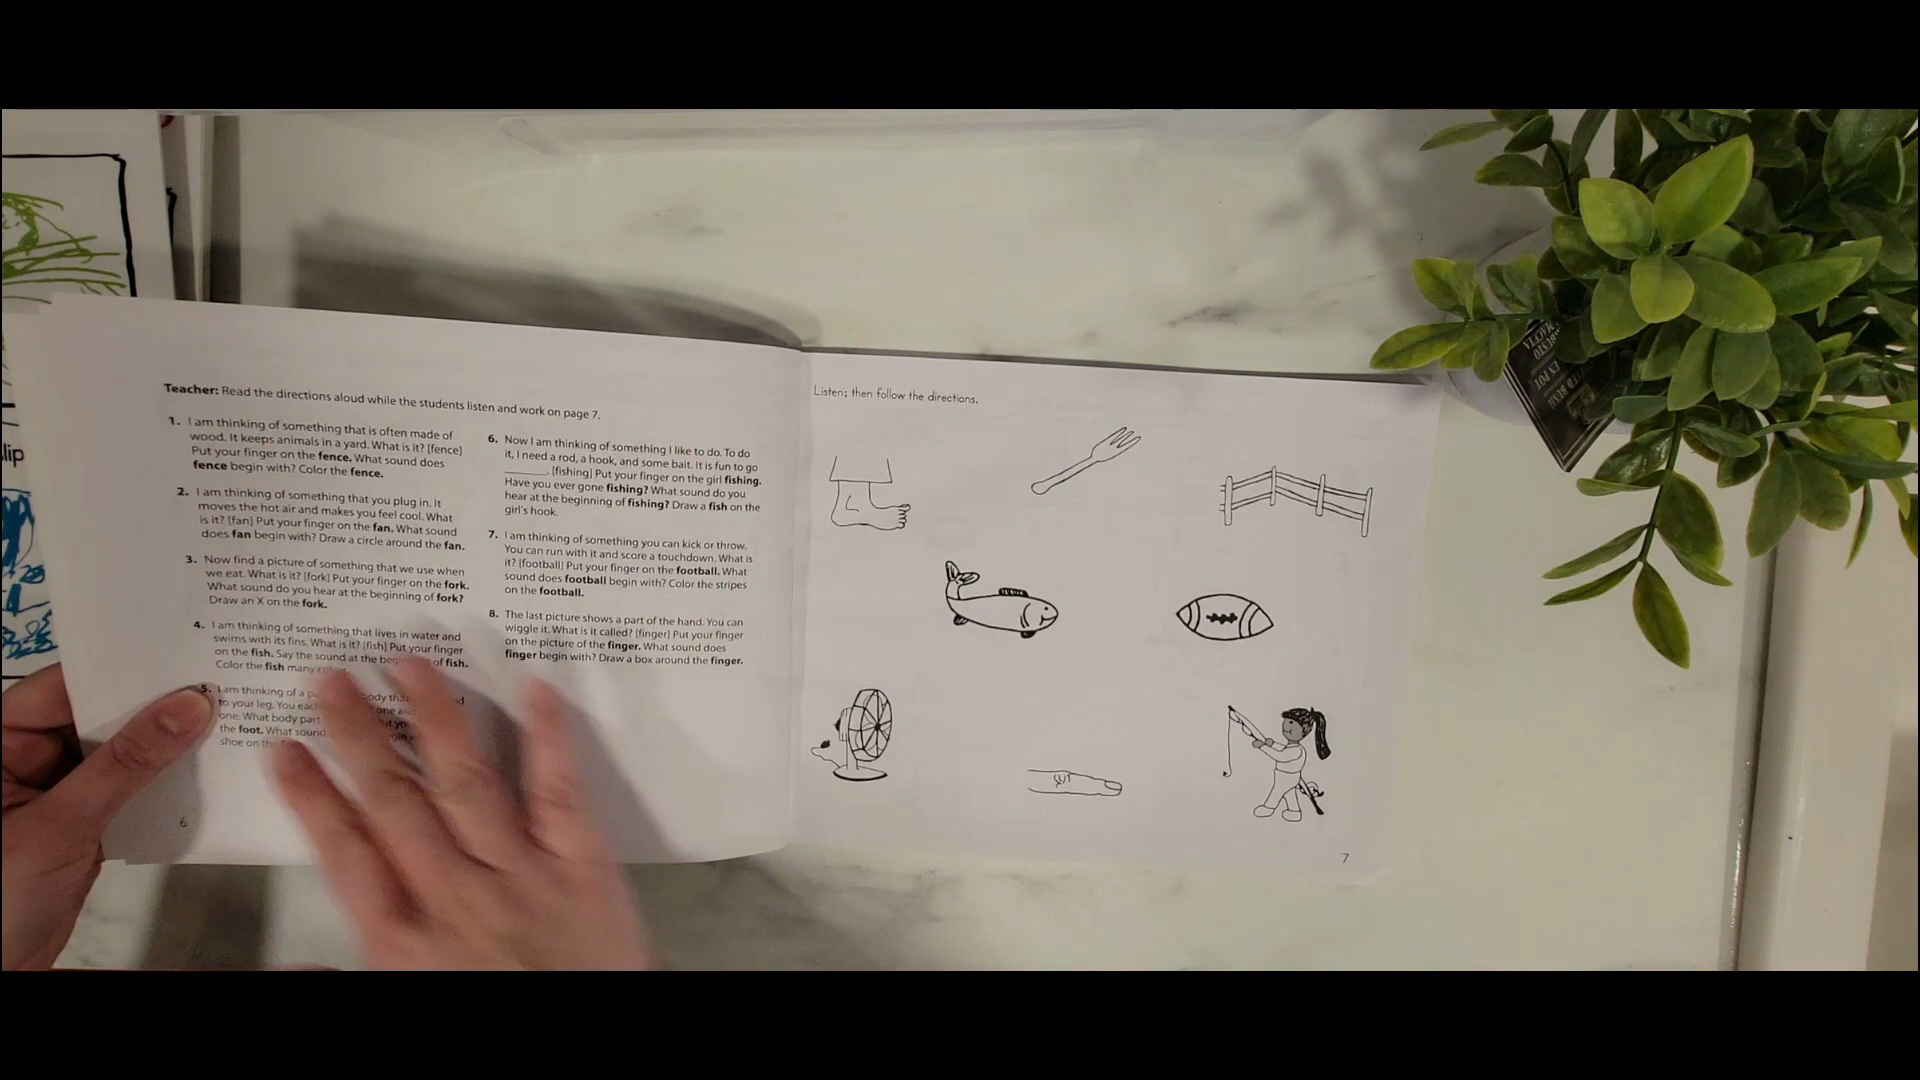 lip
Teacher: Read the directions aloud while the students listen and work on page 7.
1. I am thinking of something that is often made of
wood. It keeps animals in a yard. What is it? [fence]
Put your finger on the fence. What sound does
fence begin with? Color the fence.
2. I am thinking of something that you plug in. It
moves the hot air and makes you feel cool. What
is it? [fan] Put your finger on the fan. What sound
does fan begin with? Draw a circle around the fan.
3. Now find a picture of something that we use when
we eat. What is it? [fork] Put your finger on the fork.
What sound do you hear at the beginning of fork?
Draw an X on the fork.
4. I am thinking of something that lives in water and
swims with its fins. What is it? [fish] Put your finger
on the fish. Say the sound at the of fish.
Color the fish many
5. I am thinking of a body
to your leg. You one
one. What body part
the foot. What sound
shoe on
6
6. Now I am thinking of something I like to do. To do
it, I need a rod, a hook, and some bait. It is fun to go
________. [fishing] Put your finger on the girl fishing.
Have you ever gone fishing? What sound do you
hear at the beginning of fishing? Draw a fish on the
girl's hook.
7. I am thinking of something you can kick or throw.
You can run with it and score a touchdown. What is
it? [football] Put your finger on the football. What
sound does football begin with? Color the stripes
on the football.
8. The last picture shows a part of the hand. You can
wiggle it. What is it called? [finger] Put your finger
on the picture of the finger. What sound does
finger begin with? Draw a box around the finger.
Listen; then follow the directions.
7